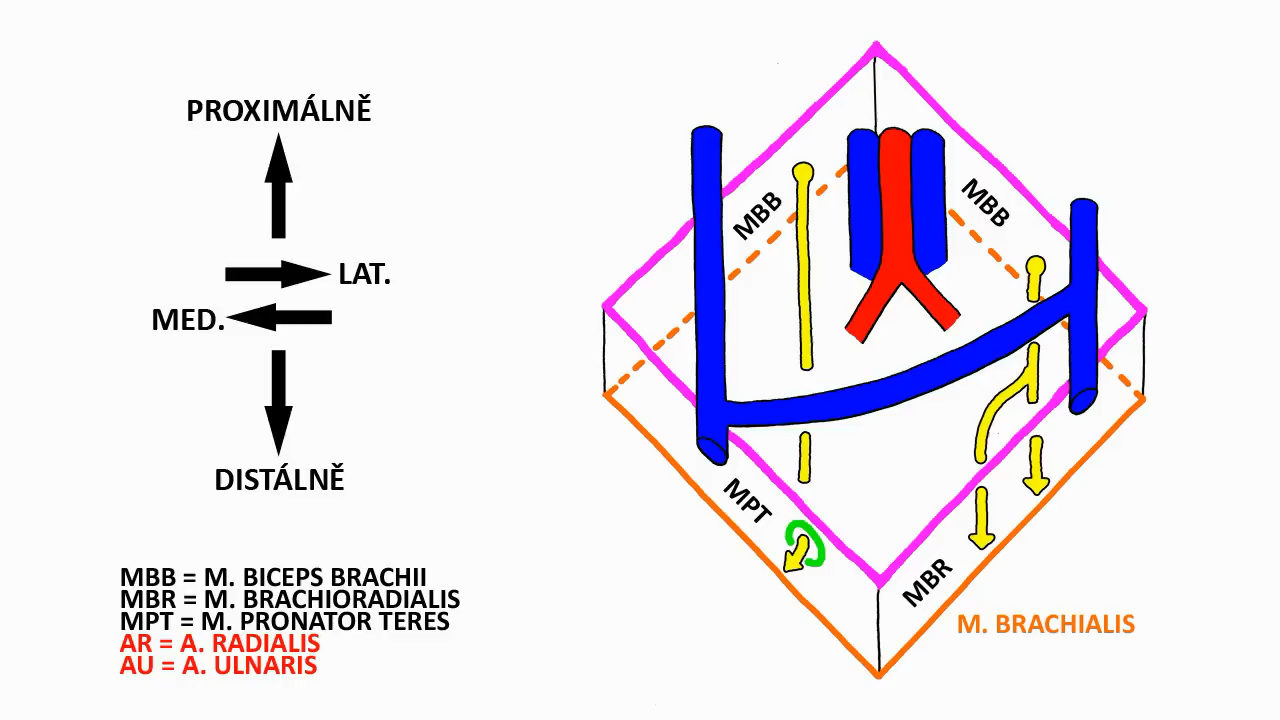 PROXIMÁLNĚ
LAT.
MED.
DISTÁLNĚ
MBB = M. BICEPS BRACHII
MBR = M. BRACHIORADIALIS
MPT = M. PRONATOR TERES
AR = A. RADIALIS
AU = A. ULNARIS
MBB
MBB
MPT
MBR
M. BRACHIALIS